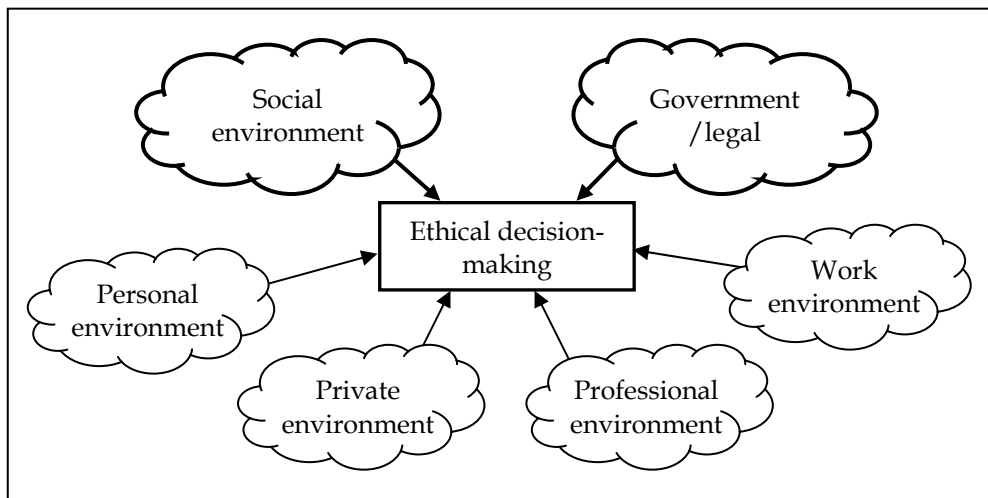 Social
environment
Government
/legal
Ethical decision-
making
Personal
environment
Work
environment
Private
environment
Professional
environment